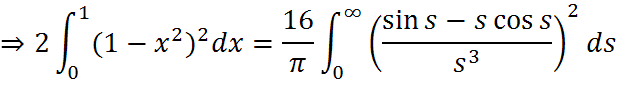 ⇒ 2 ∫₀¹ (1 − x²)² dx = 16/π ∫₀^∞ ((sin s − s cos s)/s³)² ds